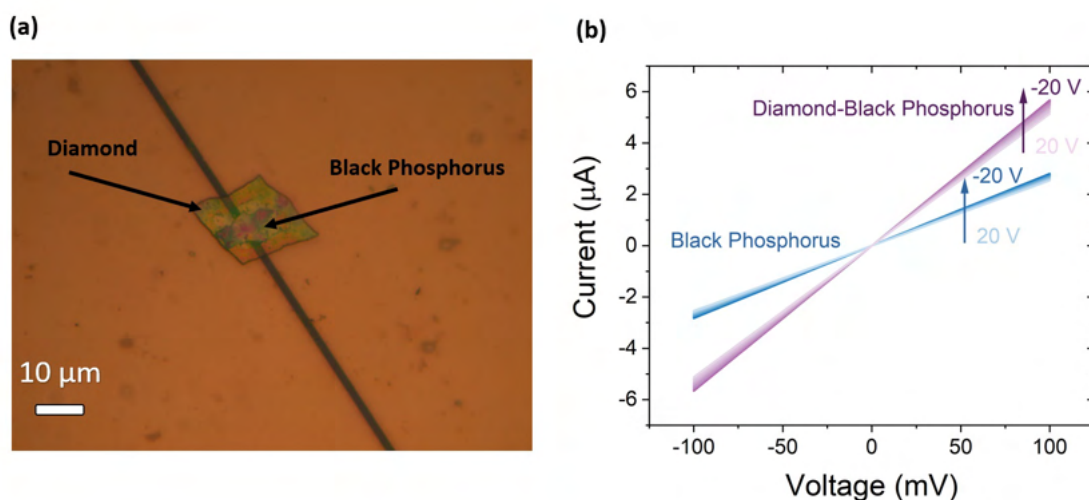 (a)
Diamond
Black Phosphorus
10 µm
(b)
6
4
2
0
-2
-4
-6
Current (µA)
Diamond-Black Phosphorus
-20 V
20 V
-20 V
20 V
Black Phosphorus
-100
-50
0
50
100
Voltage (mV)